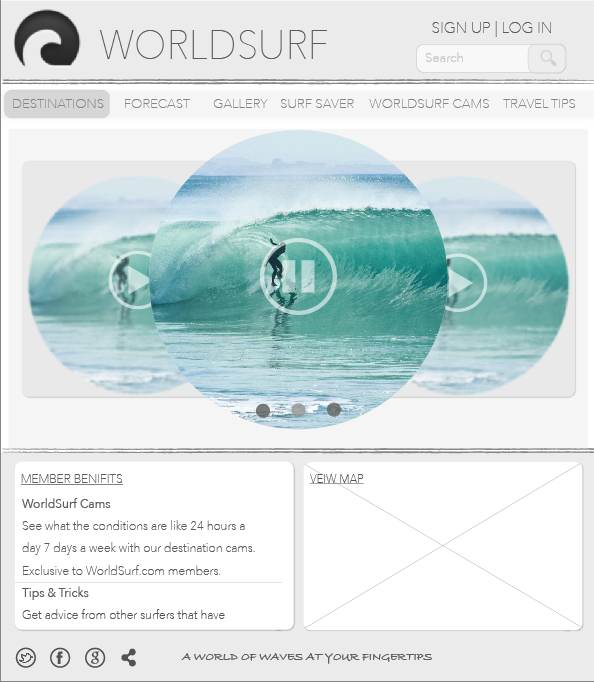 WORLDSURF
SIGN UP | LOG IN
Search
DESTINATIONS FORECAST GALLERY SURF SAVER WORLDSURF CAMS TRAVEL TIPS
MEMBER BENIFITS
WorldSurf Cams
See what the conditions are like 24 hours a
day 7 days a week with our destination cams.
Exclusive to WorldSurf.com members.
Tips & Tricks
Get advice from other surfers that have
VEIW MAP
A WORLD OF WAVES AT YOUR FINGERTIPS